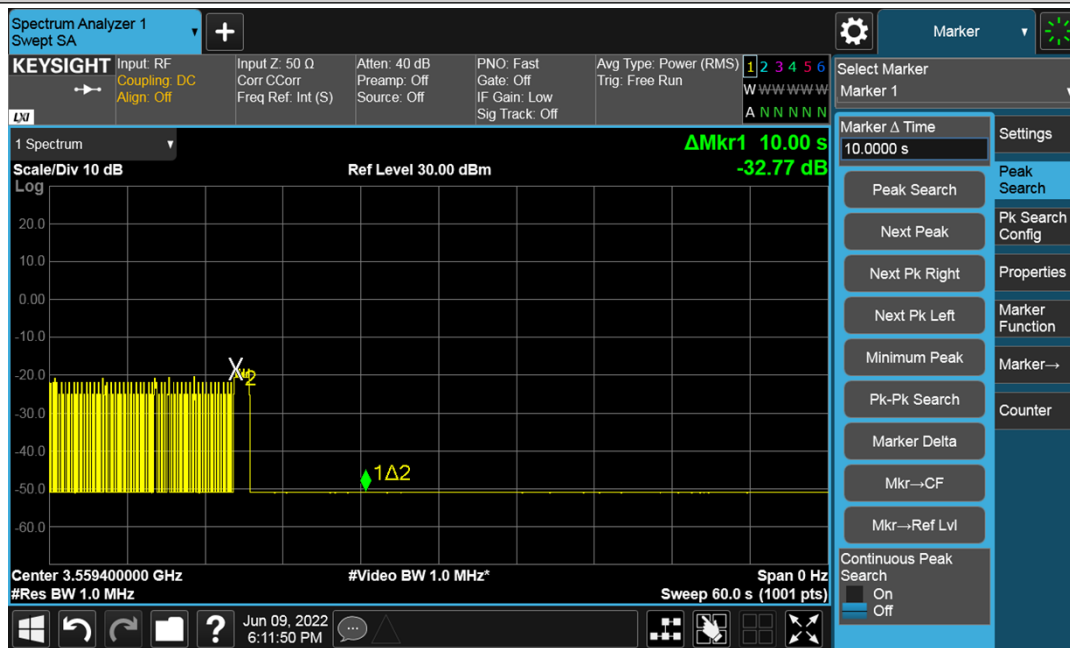 Spectrum Analyzer 1
Swept SA
Marker
KEYSIGHT
LXI
Input: RF
Coupling: DC
Align: Off
Input Z: 50 Ω
Corr CCorr
Freq Ref: Int (S)
Atten: 40 dB
Preamp: Off
Source: Off
PNO: Fast
Gate: Off
IF Gain: Low
Sig Track: Off
Avg Type: Power (RMS)
Trig: Free Run
1 2 3 4 5 6
W W W W W W
A N N N N N
Select Marker
Marker 1
1 Spectrum
Scale/Div 10 dB
Ref Level 30.00 dBm
ΔMkr1 10.00 s
-32.77 dB
Log
20.0
10.0
0.00
-10.0
-20.0
-30.0
-40.0
-50.0
-60.0
X
2
1Δ2
Center 3.559400000 GHz
#Res BW 1.0 MHz
#Video BW 1.0 MHz*
Span 0 Hz
Sweep 60.0 s (1001 pts)
Marker Δ Time
10.0000 s
Peak Search
Next Peak
Next Pk Right
Next Pk Left
Minimum Peak
Pk-Pk Search
Marker Delta
Mkr→CF
Mkr→Ref Lvl
Continuous Peak
Search
On
Off
Settings
Peak
Search
Pk Search
Config
Properties
Marker
Function
Marker→
Counter
?
Jun 09, 2022
6:11:50 PM